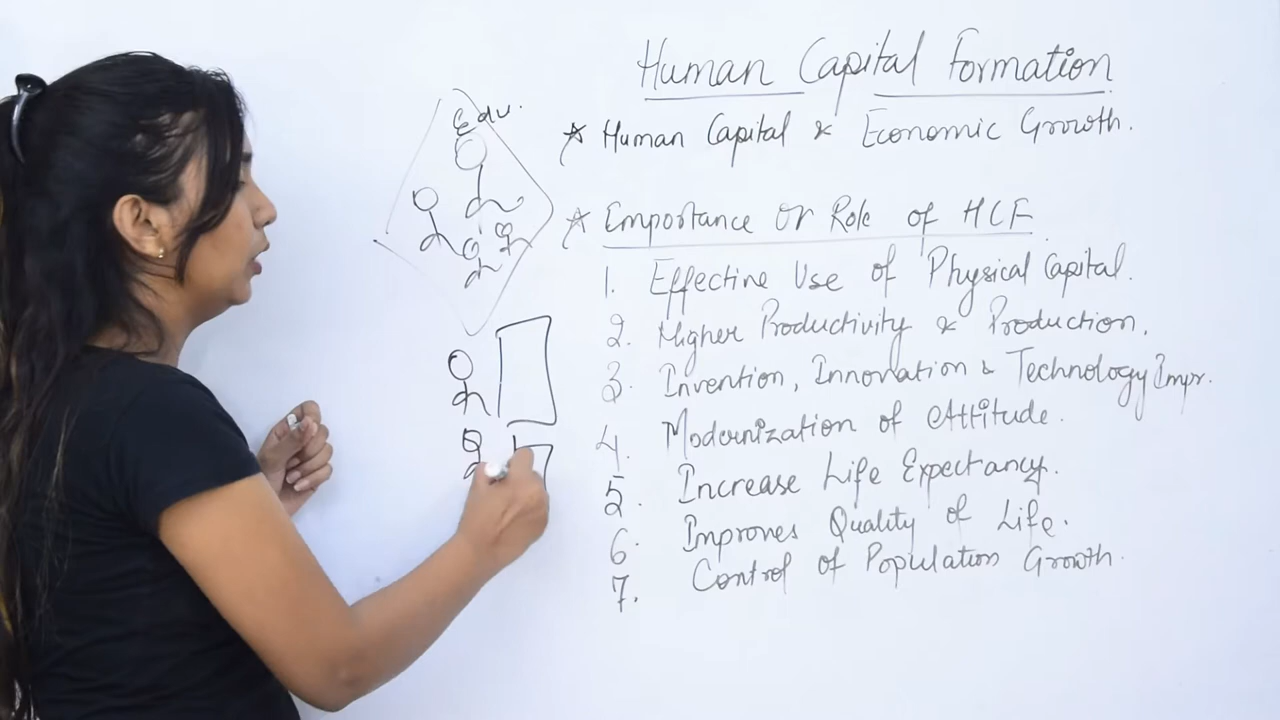 Human Capital Formation
Edu.
* Human Capital & Economic Growth.
* Importance or Role of HCF
1. Effective Use of Physical Capital.
2. Higher Productivity & Production.
3. Invention, Innovation & Technology Impr.
4. Modernization of Attitude.
5. Increase Life Expectancy.
6. Improves Quality of Life.
7. Control of Population Growth.